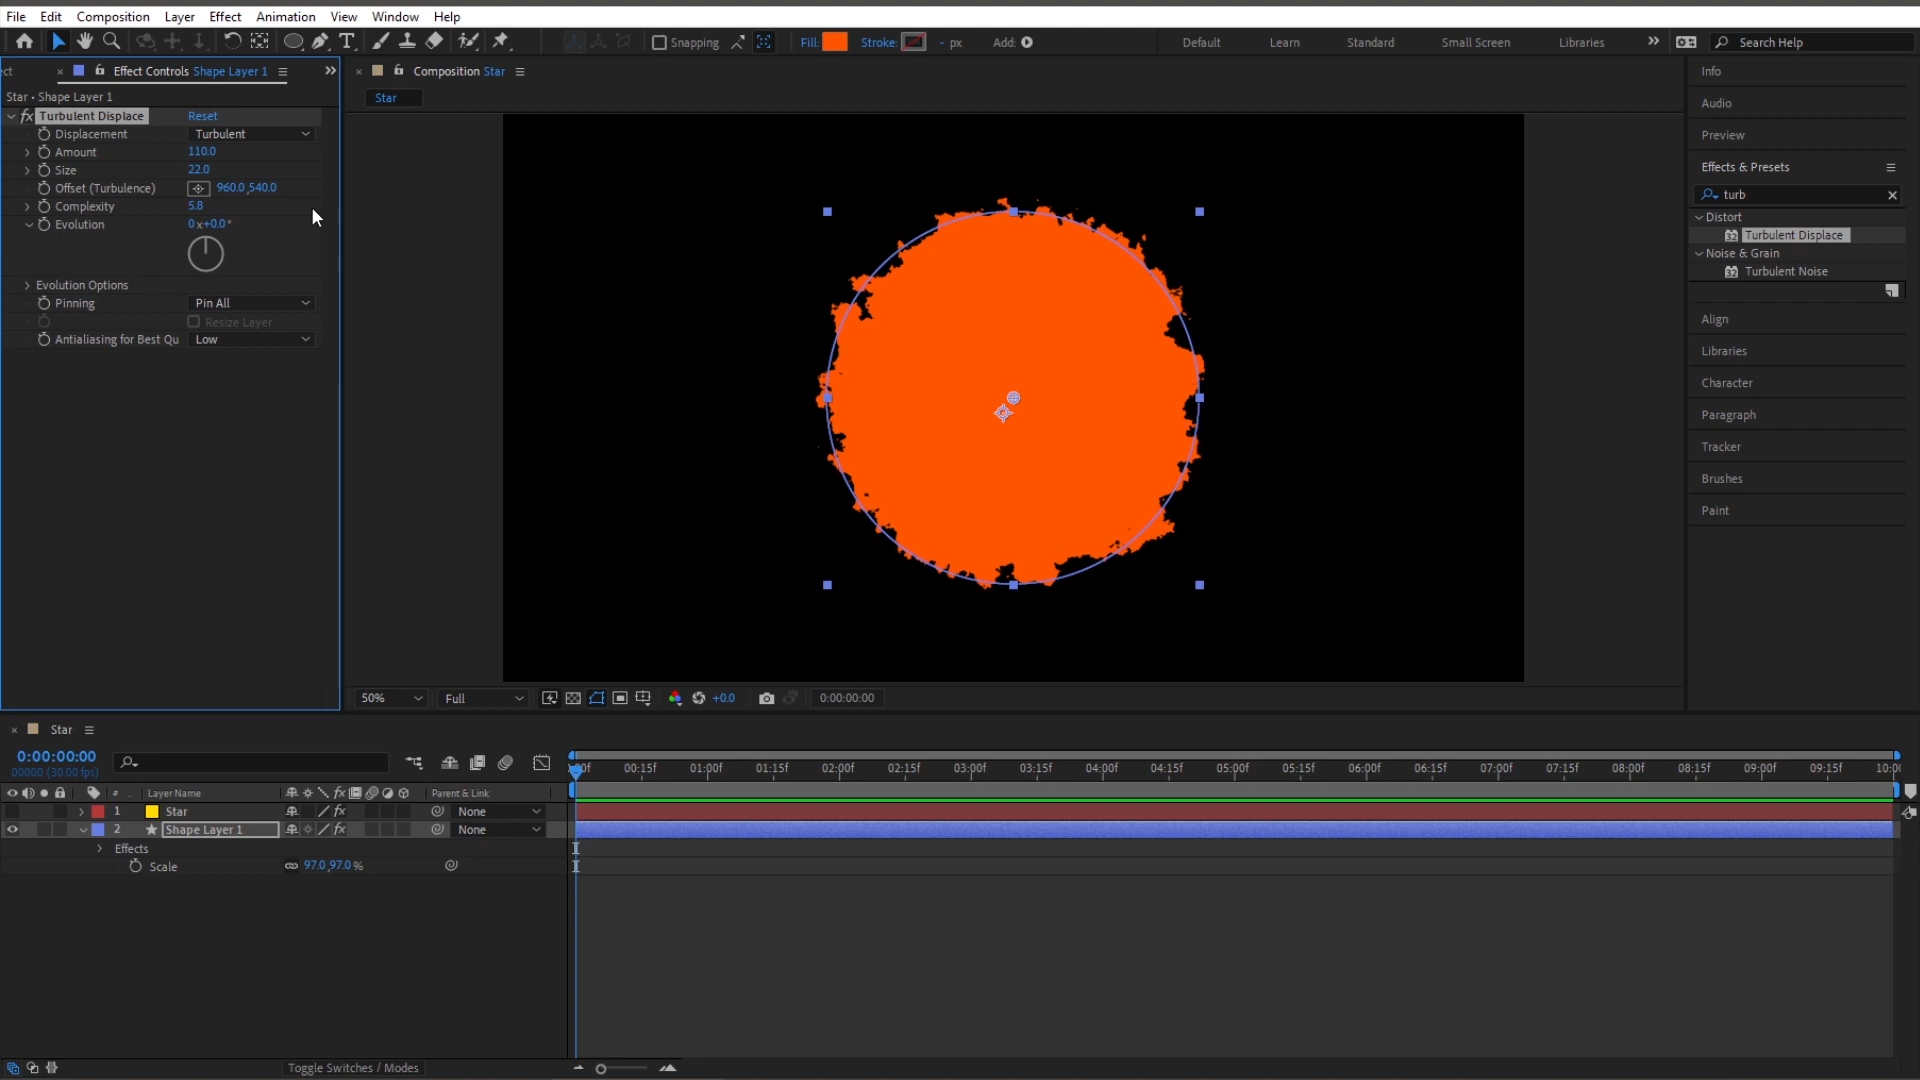 File Edit Composition Layer Effect Animation View Window Help
Snapping Fill: Stroke: - px Add: Default Learn Standard Small Screen Libraries Search Help
ect Effect Controls Shape Layer 1
Composition Star
Info
Star • Shape Layer 1
Star
Audio
fx Turbulent Displace Reset
Displacement Turbulent
Preview
Amount 110.0
Size 22.0
Effects & Presets
Offset (Turbulence) 960.0,540.0
turb
Complexity 5.8
Distort
Evolution 0x+0.0°
Turbulent Displace
Noise & Grain
Turbulent Noise
Evolution Options
Pinning Pin All
Resize Layer
Align
Antialiasing for Best Qu Low
Libraries
Character
Paragraph
Tracker
Brushes
Paint
50% Full +0.0 0:00:00:00
Star
0:00:00:00
00000 (30.00 fps)
00f 00:15f 01:00f 01:15f 02:00f 02:15f 03:00f 03:15f 04:00f 04:15f 05:00f 05:15f 06:00f 06:15f 07:00f 07:15f 08:00f 08:15f 09:00f 09:15f 10:00
# . Layer Name fx Parent & Link
1 Star fx None
2 Shape Layer 1 fx None
Effects
Scale 97.0,97.0%
Toggle Switches / Modes